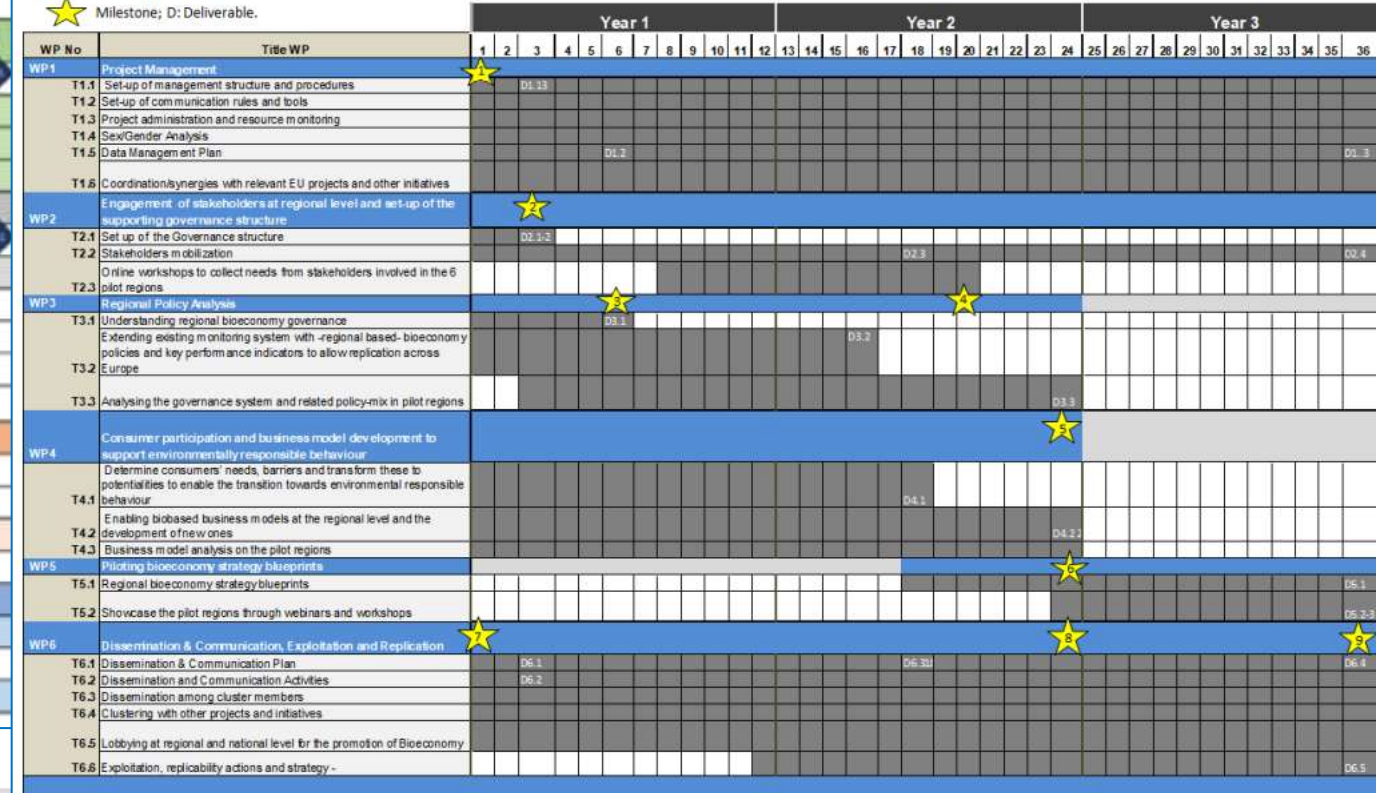 Milestone; D: Deliverable.
Year 1 Year 2 Year 3
WP No Title WP 1 2 3 4 5 6 7 8 9 10 11 12 13 14 15 16 17 18 19 20 21 22 23 24 25 26 27 28 29 30 31 32 33 34 35 36
WP1 Project Management 1
T1.1 Set-up of management structure and procedures D1.13
T1.2 Set-up of communication rules and tools
T1.3 Project administration and resource monitoring
T1.4 Sex/Gender Analysis
T1.5 Data Management Plan D1.2 D1..3
T1.6 Coordination/synergies with relevant EU projects and other initiatives
Engagement of stakeholders at regional level and set-up of the
WP2 supporting governance structure 2
T2.1 Set up of the Governance structure D2.1-2
T2.2 Stakeholders mobilization D2.3 D2.4
Online workshops to collect needs from stakeholders involved in the 6
T2.3 pilot regions
WP3 Regional Policy Analysis 3 4
T3.1 Understanding regional bioeconomy governance D3.1
Extending existing monitoring system with -regional based- bioeconomy D3.2
policies and key performance indicators to allow replication across
T3.2 Europe
T3.3 Analysing the governance system and related policy-mix in pilot regions D3.3
Consumer participation and business model development to 5
WP4 support environmentally responsible behaviour
Determine consumers' needs, barriers and transform these to
potentialities to enable the transition towards environmental responsible
T4.1 behaviour D4.1
Enabling biobased business models at the regional level and the
T4.2 development of new ones D4.2
T4.3 Business model analysis on the pilot regions
WP5 Piloting bioeconomy strategy blueprints 6
T5.1 Regional bioeconomy strategy blueprints D5.1
T5.2 Showcase the pilot regions through webinars and workshops D5.2-3
WP6 Dissemination & Communication, Exploitation and Replication 7 8 9
T6.1 Dissemination & Communication Plan D6.1 D6.4
T6.2 Dissemination and Communication Activities D6.2
T6.3 Dissemination among cluster members
T6.4 Clustering with other projects and initiatives
T6.5 Lobbying at regional and national level for the promotion of Bioeconomy
T6.6 Exploitation, replicability actions and strategy - D6.5